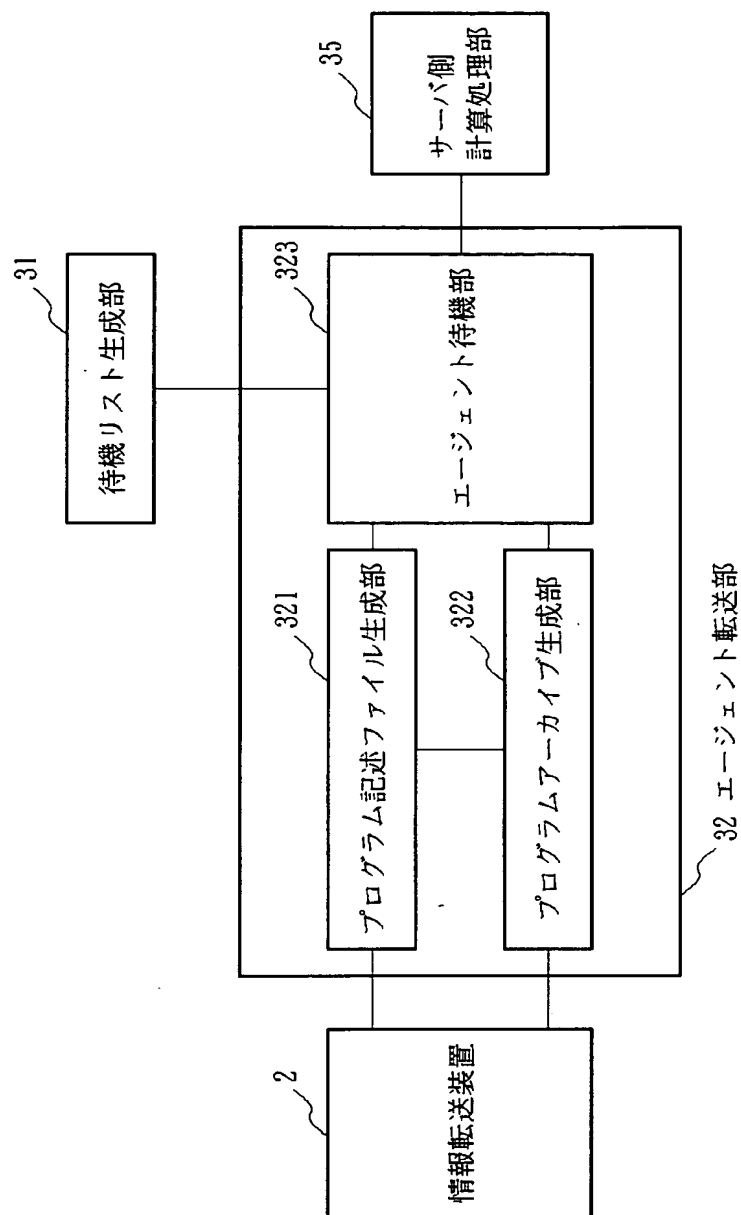 31
待機リスト生成部
35
サーバ側
計算処理部
2
情報転送装置
321
プログラム記述ファイル生成部
322
プログラムアーカイブ生成部
323
エージェント待機部
32 エージェント転送部